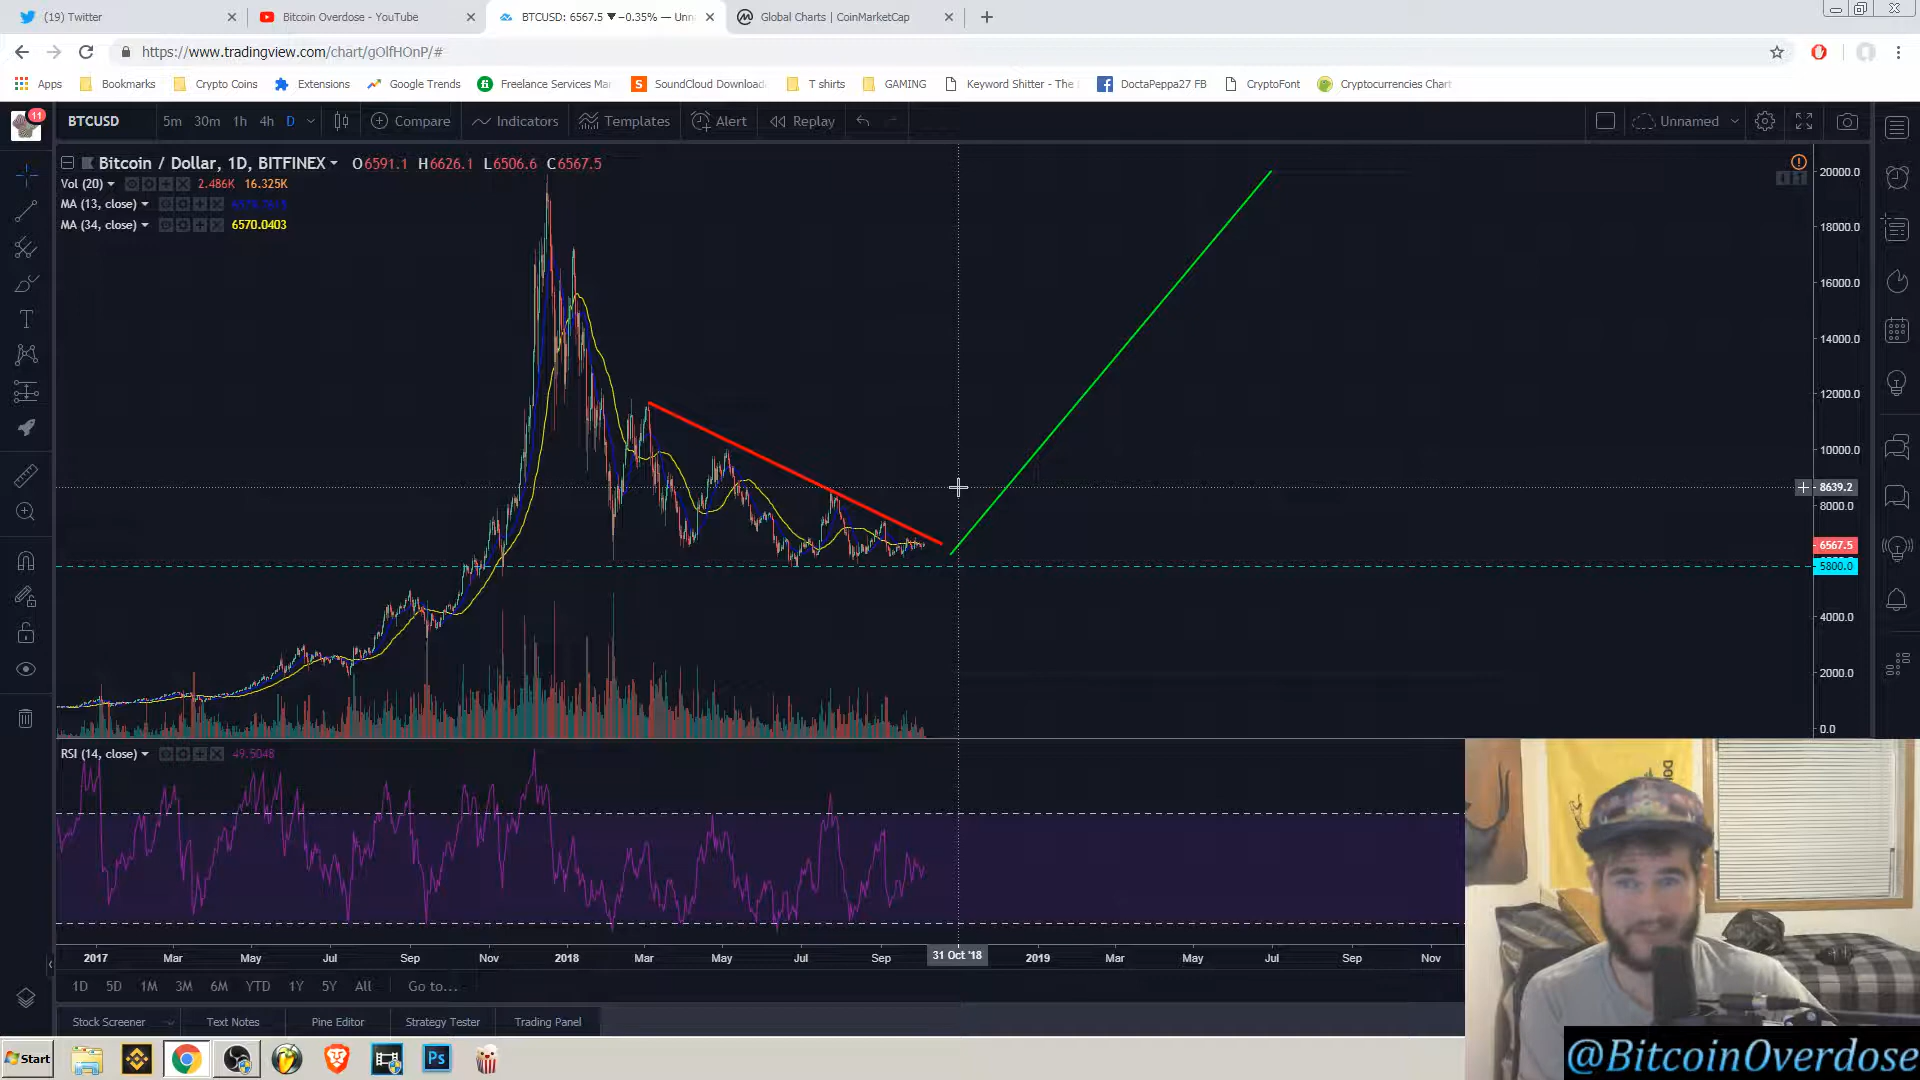 (19) Twitter
Bitcoin Overdose - YouTube
BTCUSD: 6567.5 ▼ −0.35% — Unn
Global Charts | CoinMarketCap
https://www.tradingview.com/chart/gOlfHOnP/#
Apps
Bookmarks
Crypto Coins
Extensions
Google Trends
Freelance Services Mar
SoundCloud Download
T shirts
GAMING
Keyword Shitter - The
DoctaPeppa27 FB
CryptoFont
Cryptocurrencies Chart
11
BTCUSD
5m 30m 1h 4h D
Compare
Indicators
Templates
Alert
Replay
Unnamed
Bitcoin / Dollar, 1D, BITFINEX
O6591.1 H6626.1 L6506.6 C6567.5
Vol (20) 2.486K 16.325K
MA (13, close)
MA (34, close) 6570.0403
20000.0
18000.0
16000.0
14000.0
12000.0
10000.0
8639.2
8000.0
6567.5
5800.0
4000.0
2000.0
0.0
RSI (14, close) 49.5048
2017 Mar May Jul Sep Nov 2018 Mar May Jul Sep 31 Oct '18 2019 Mar May Jul Sep Nov
1D 5D 1M 3M 6M YTD 1Y 5Y All Go to...
Stock Screener
Text Notes
Pine Editor
Strategy Tester
Trading Panel
Start
Ps
@BitcoinOverdose